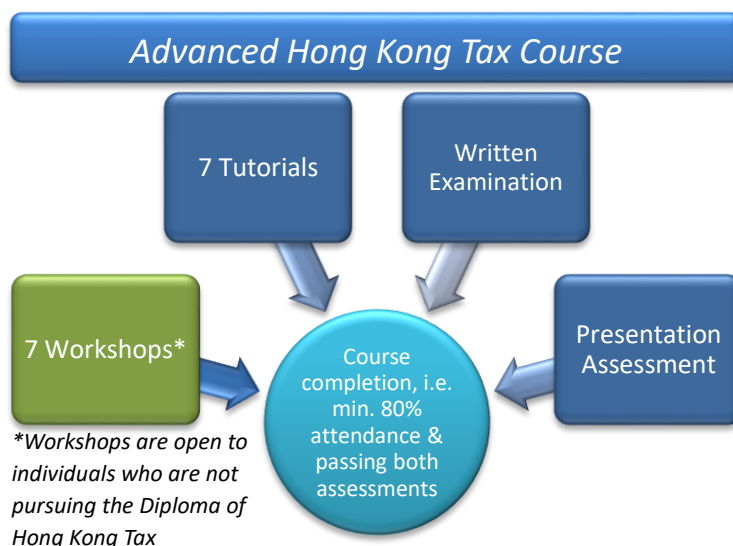 Advanced Hong Kong Tax Course
7 Tutorials
Written
Examination
7 Workshops*
Presentation
Assessment
Course
completion, i.e.
min. 80%
attendance &
passing both
assessments
*Workshops are open to
individuals who are not
pursuing the Diploma of
Hong Kong Tax